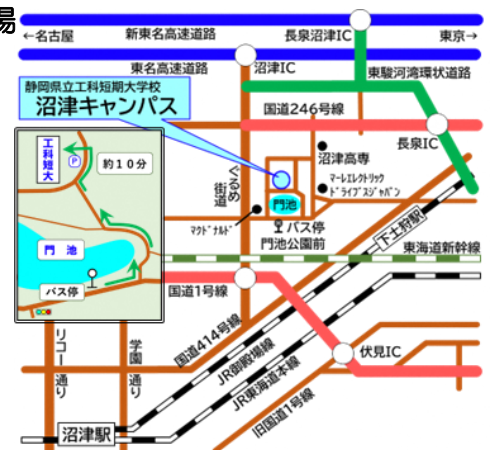 場
←名古屋
新東名高速道路
長泉沼津IC
東京→
東名高速道路
沼津IC
東駿河湾環状道路
静岡県立工科短期大学校
沼津キャンパス
国道246号線
長泉IC
工科短大
P
約10分
沼津高専
マーレエレクトリック
ドライブスジャパン
ぐるめ
街道
門池
マクドナルド
バス停
門池公園前
下土狩駅
門 池
バス停
東海道新幹線
国道1号線
国道414号線
リコー通り
学園通り
JR御殿場線
JR東海道本線
旧国道1号線
伏見IC
沼津駅